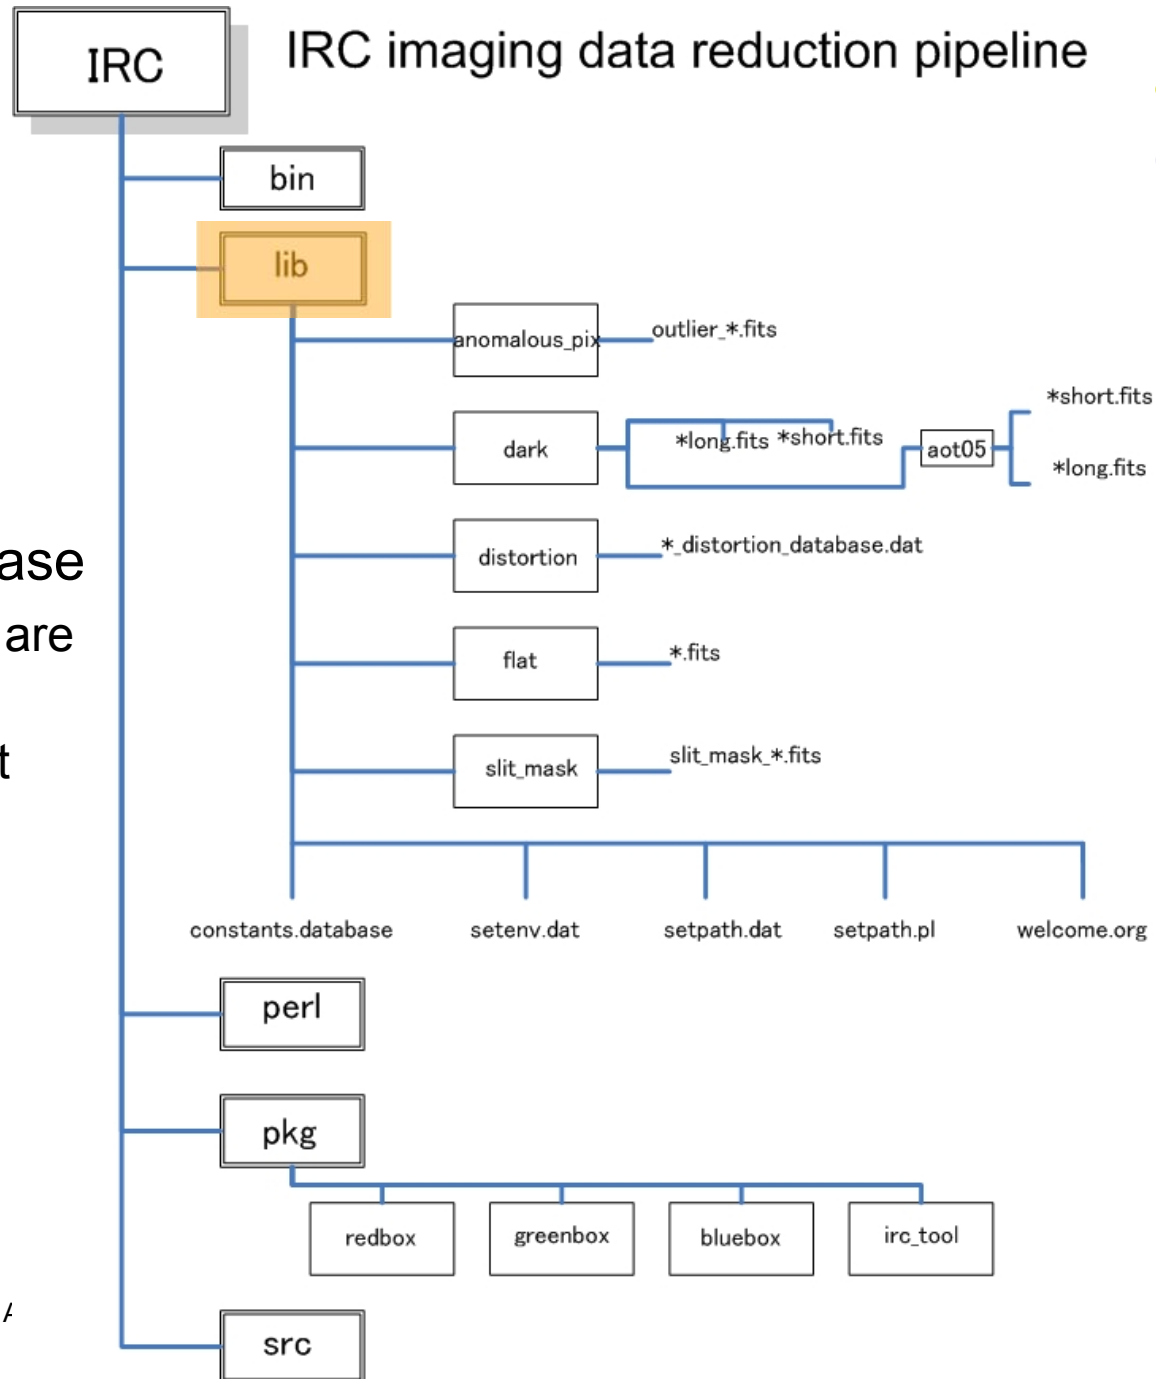 IRC
IRC imaging data reduction pipeline
bin
lib
anomalous_pix
outlier_*.fits
*short.fits
dark
*long.fits
*short.fits
aot05
*long.fits
distortion
*_distortion_database.dat
ase
are
flat
*.fits
t
slit_mask
slit_mask_*.fits
constants.database
setenv.dat
setpath.dat
setpath.pl
welcome.org
perl
pkg
redbox
greenbox
bluebox
irc_tool
src